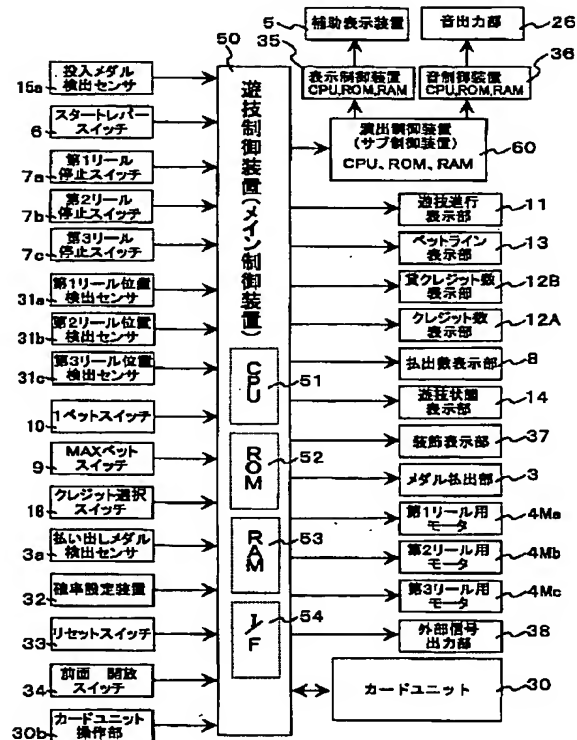 5
補助表示装置
音出力部
26
50
35
表示制御装置
CPU,ROM,RAM
音制御装置
CPU,ROM,RAM
36
演出制御装置
(サブ制御装置)
CPU、ROM、RAM
60
遊技制御装置(メイン制御装置)
CPU
51
ROM
52
RAM
53
I/F
54
投入メダル
検出センサ
15a
スタートレバー
スイッチ
6
第1リール
停止スイッチ
7a
第2リール
停止スイッチ
7b
第3リール
停止スイッチ
7c
第1リール位置
検出センサ
31a
第2リール位置
検出センサ
31b
第3リール位置
検出センサ
31c
1ベットスイッチ
10
MAXベット
スイッチ
9
クレジット選択
スイッチ
18
払い出しメダル
検出センサ
3a
確率設定装置
32
リセットスイッチ
33
前面 開放
スイッチ
34
カードユニット
操作部
30b
遊技進行
表示部
11
ベットライン
表示部
13
貸クレジット数
表示部
12B
クレジット数
表示部
12A
払出数表示部
8
遊技状態
表示部
14
装飾表示部
37
メダル払出部
3
第1リール用
モータ
4Ma
第2リール用
モータ
4Mb
第3リール用
モータ
4Mc
外部信号
出力部
38
カードユニット
30